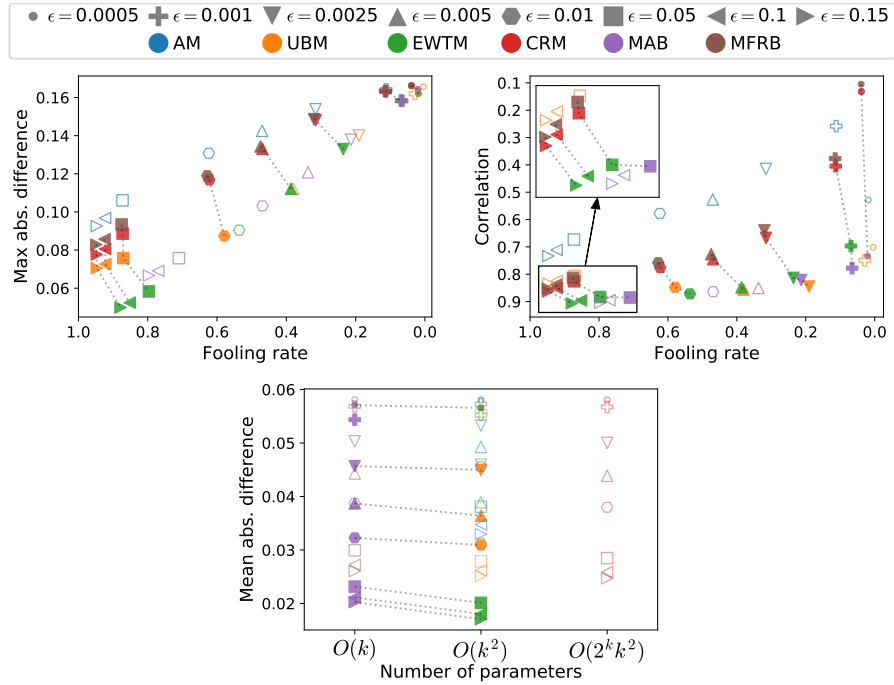 ϵ = 0.0005 ϵ = 0.001 ϵ = 0.0025 ϵ = 0.005 ϵ = 0.01 ϵ = 0.05 ϵ = 0.1 ϵ = 0.15
AM UBM EWTM CRM MAB MFRB
Max abs. difference
0.16
0.14
0.12
0.10
0.08
0.06
1.0 0.8 0.6 0.4 0.2 0.0
Fooling rate
Correlation
0.1
0.2
0.3
0.4
0.5
0.6
0.7
0.8
0.9
1.0 0.8 0.6 0.4 0.2 0.0
Fooling rate
Mean abs. difference
0.06
0.05
0.04
0.03
0.02
O(k) O(k²) O(2ᵏk²)
Number of parameters